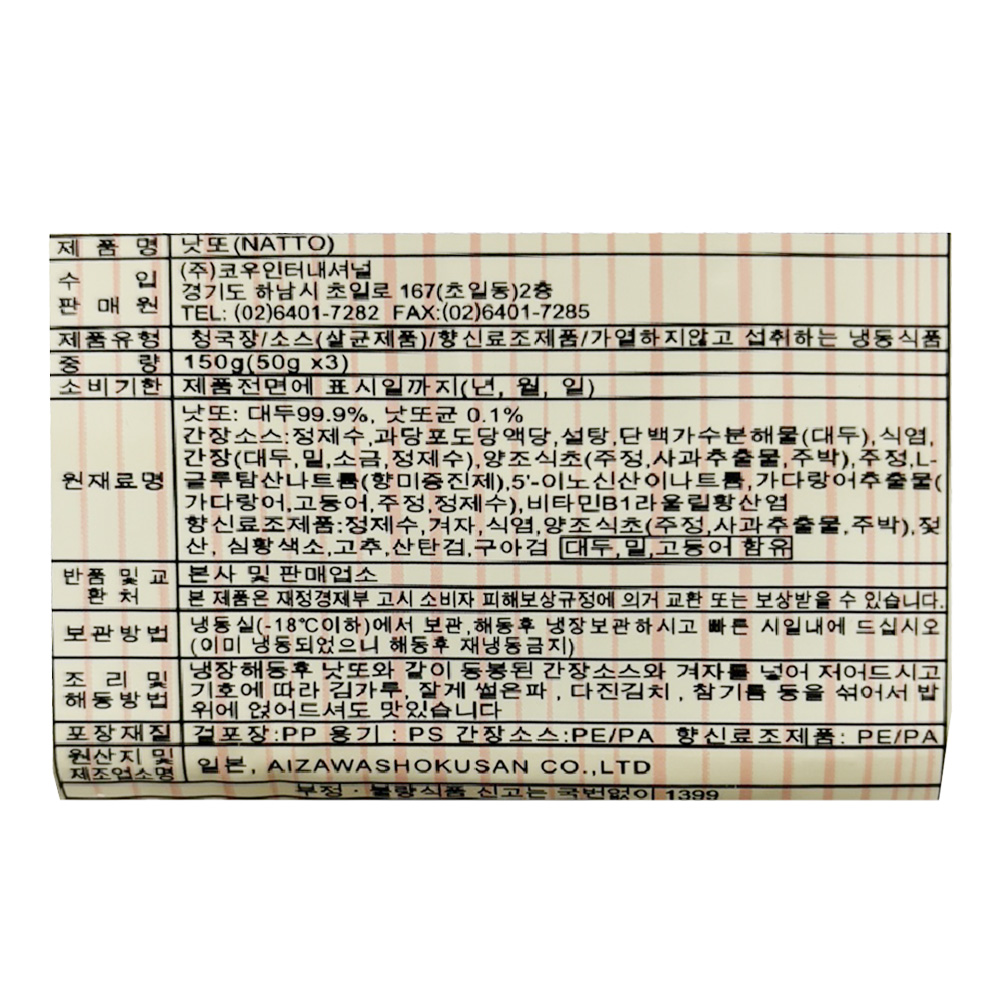 제 품 명 낫또(NATTO)
수 입 판 매 원 (주)코우인터내셔널
경기도 하남시 초일로 167(초일동)2층
TEL: (02)6401-7282 FAX:(02)6401-7285
제품유형 청국장/소스(살균제품)/향신료조제품/가열하지않고 섭취하는 냉동식품
중 량 150g(50g x3)
소비기한 제품전면에 표시일까지(년, 월, 일)
원재료명 낫또: 대두99.9%, 낫또균 0.1%
간장소스:정제수,과당포도당액당,설탕,단백가수분해물(대두),식염,
간장(대두,밀,소금,정제수),양조식초(주정,사과추출물,주박),주정,L-
글루탐산나트륨(향미증진제),5'-이노신산이나트륨,가다랑어추출물(
가다랑어,고등어,주정,정제수),비타민B1라우릴황산염
향신료조제품:정제수,겨자,식염,양조식초(주정,사과추출물,주박),젖
산, 심황색소,고추,산탄검,구아검 대두,밀,고등어 함유
반품 및 교 환 처 본사 및 판매업소
본 제품은 재정경제부 고시 소비자 피해보상규정에 의거 교환 또는 보상받을 수 있습니다.
보관방법 냉동실(-18℃이하)에서 보관,해동후 냉장보관하시고 빠른 시일내에 드십시오
(이미 냉동되었으니 해동후 재냉동금지)
조 리 및 해동방법 냉장해동후 낫또와 같이 동봉된 간장소스와 겨자를 넣어 저어드시고
기호에 따라 김가루, 잘게 썰은파 , 다진김치 , 참기름 등을 섞어서 밥
위에 얹어드셔도 맛있습니다
포장재질 겉포장:PP 용기 : PS 간장소스:PE/PA 향신료조제품: PE/PA
원산지 및 제조업소명 일본, AIZAWASHOKUSAN CO.,LTD
부정 · 불량식품 신고는 국번없이 1399